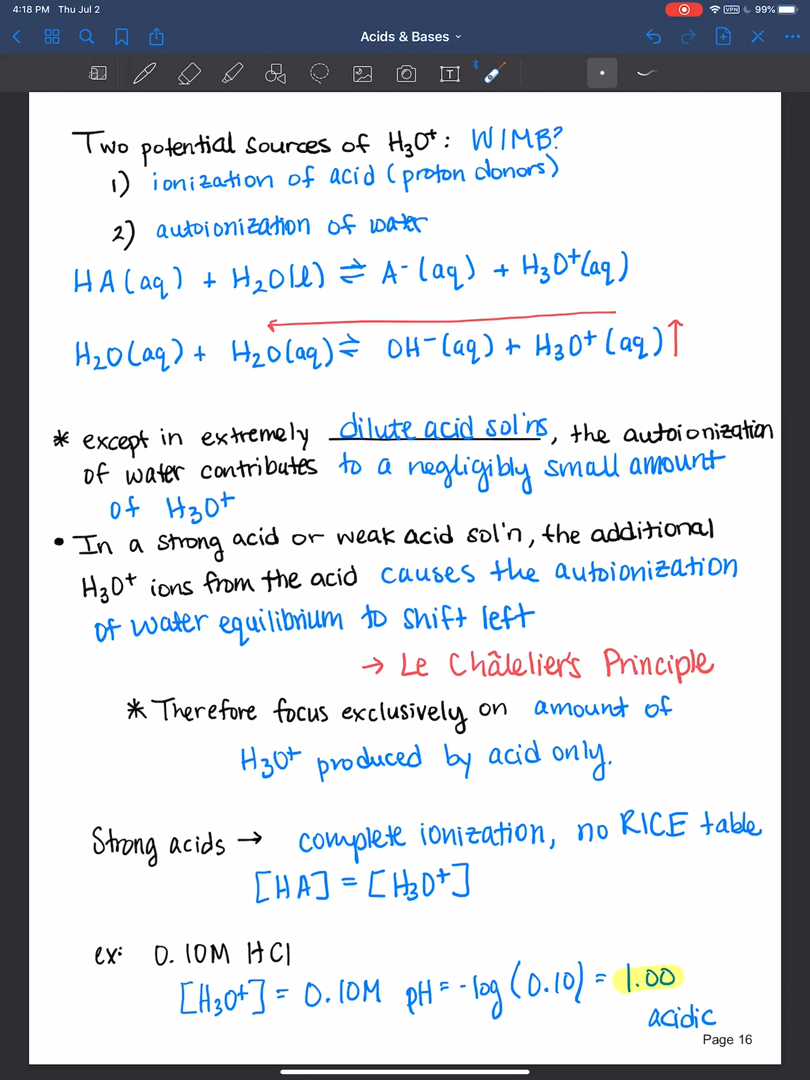 4:18 PM Thu Jul 2
VPN 99%
Acids & Bases
T
Two potential sources of H₃O⁺: WIMB?
1) ionization of acid (proton donors)
2) autoionization of water
HA(aq) + H₂O(l) ⇌ A⁻(aq) + H₃O⁺(aq)
H₂O(aq) + H₂O(aq) ⇌ OH⁻(aq) + H₃O⁺(aq) ↑
* except in extremely dilute acid sol'ns, the autoionization
of water contributes to a negligibly small amount
of H₃O⁺
• In a strong acid or weak acid sol'n, the additional
H₃O⁺ ions from the acid causes the autoionization
of water equilibrium to shift left
→ Le Châtelier's Principle
* Therefore focus exclusively on amount of
H₃O⁺ produced by acid only.
Strong acids → complete ionization, no RICE table
[HA] = [H₃O⁺]
ex: 0.10M HCl
[H₃O⁺] = 0.10M pH = -log(0.10) = 1.00
acidic
Page 16